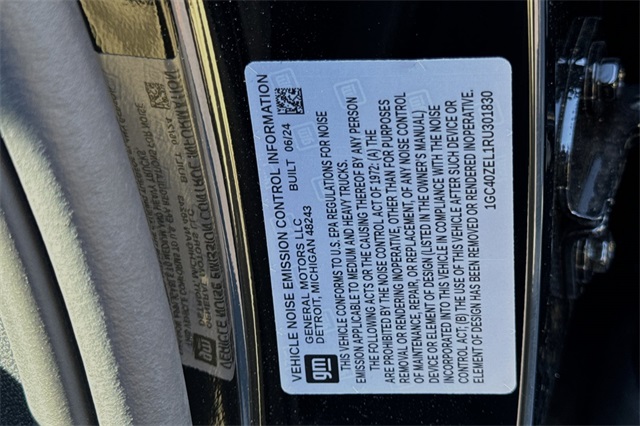 VEHICLE NOISE EMISSION CONTROL INFORMATION
GENERAL MOTORS LLC BUILT 06/24
DETROIT, MICHIGAN 48243
gm
THIS VEHICLE CONFORMS TO U.S. EPA REGULATIONS FOR NOISE
EMISSION APPLICABLE TO MEDIUM AND HEAVY TRUCKS.
THE FOLLOWING ACTS OR THE CAUSING THEREOF BY ANY PERSON
ARE PROHIBITED BY THE NOISE CONTROL ACT OF 1972: (A) THE
REMOVAL OR RENDERING INOPERATIVE, OTHER THAN FOR PURPOSES
OF MAINTENANCE, REPAIR, OR REPLACEMENT, OF ANY NOISE CONTROL
DEVICE OR ELEMENT OF DESIGN (LISTED IN THE OWNER'S MANUAL)
INCORPORATED INTO THIS VEHICLE IN COMPLIANCE WITH THE NOISE
CONTROL ACT; (B) THE USE OF THIS VEHICLE AFTER SUCH DEVICE OR
ELEMENT OF DESIGN HAS BEEN REMOVED OR RENDERED INOPERATIVE.
1GC40ZEL1RU301830